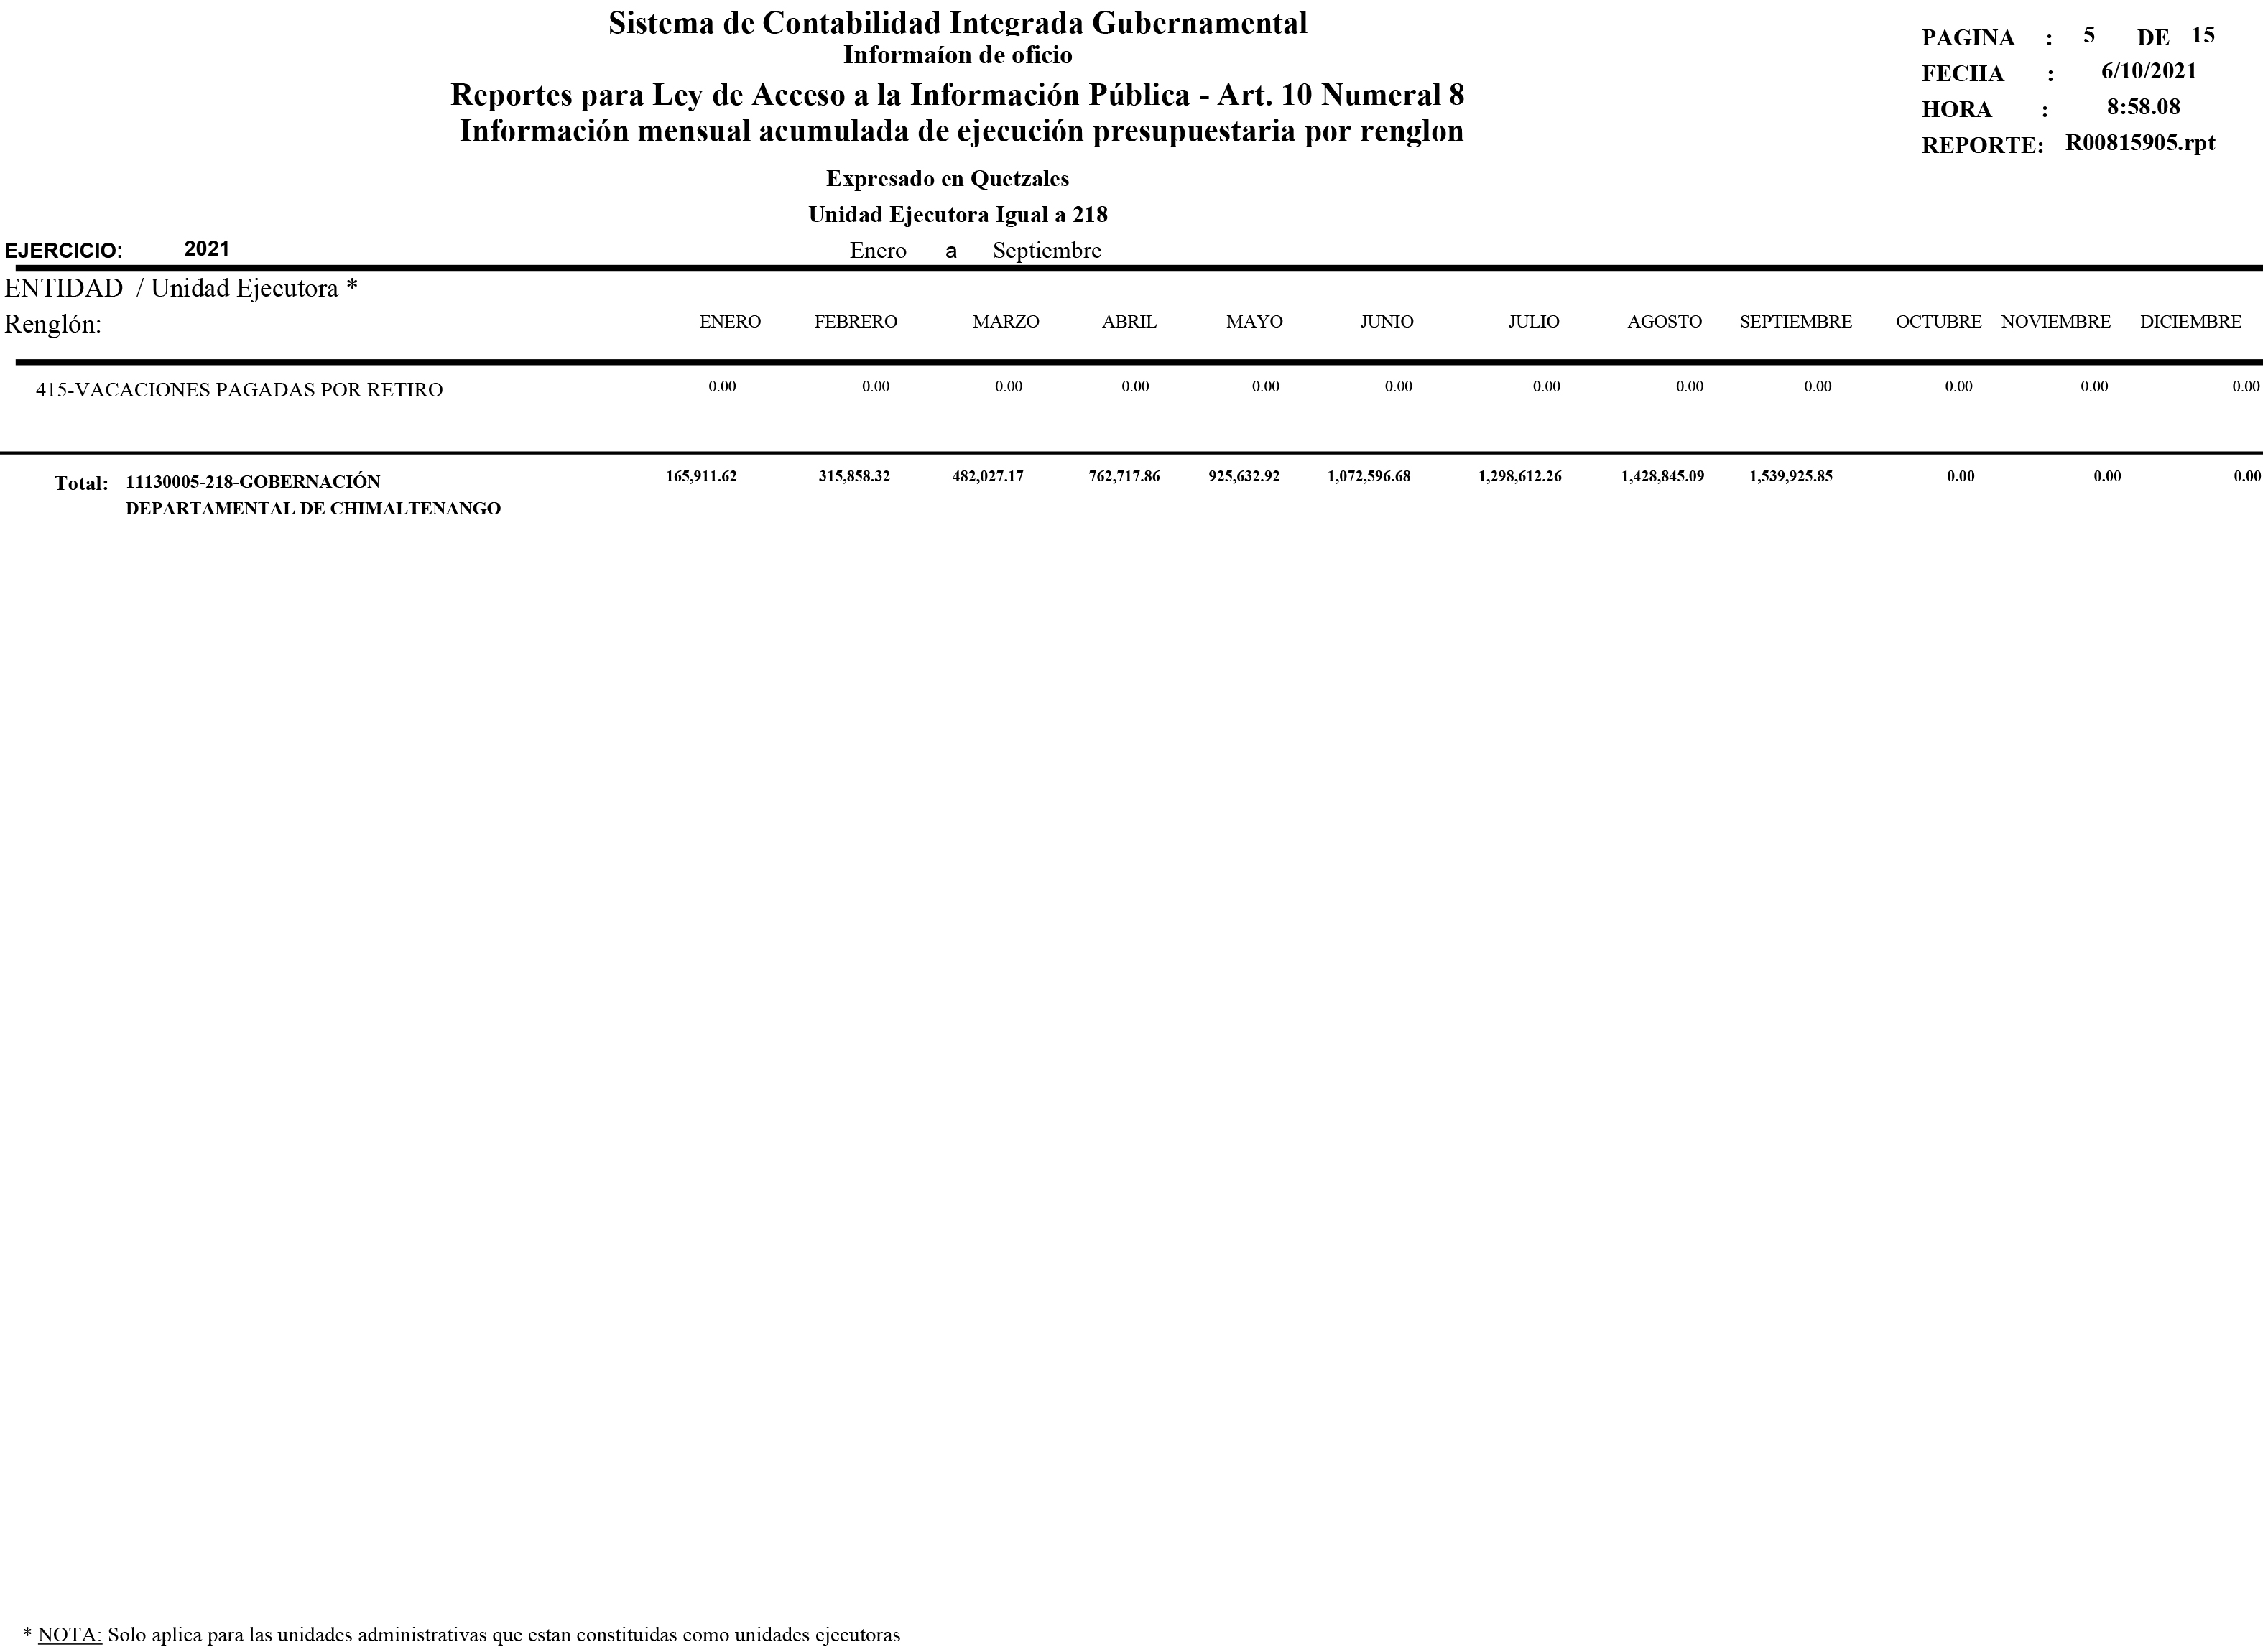 Sistema de Contabilidad Integrada Gubernamental
Informaíon de oficio
Reportes para Ley de Acceso a la Información Pública - Art. 10 Numeral 8
Información mensual acumulada de ejecución presupuestaria por renglon
Expresado en Quetzales
Unidad Ejecutora Igual a 218
PAGINA : 5 DE 15
FECHA : 6/10/2021
HORA : 8:58.08
REPORTE: R00815905.rpt
EJERCICIO: 2021 Enero a Septiembre
ENTIDAD / Unidad Ejecutora *
Renglón: ENERO FEBRERO MARZO ABRIL MAYO JUNIO JULIO AGOSTO SEPTIEMBRE OCTUBRE NOVIEMBRE DICIEMBRE
415-VACACIONES PAGADAS POR RETIRO 0.00 0.00 0.00 0.00 0.00 0.00 0.00 0.00 0.00 0.00 0.00 0.00
Total: 11130005-218-GOBERNACIÓN 165,911.62 315,858.32 482,027.17 762,717.86 925,632.92 1,072,596.68 1,298,612.26 1,428,845.09 1,539,925.85 0.00 0.00 0.00
DEPARTAMENTAL DE CHIMALTENANGO
* NOTA: Solo aplica para las unidades administrativas que estan constituidas como unidades ejecutoras